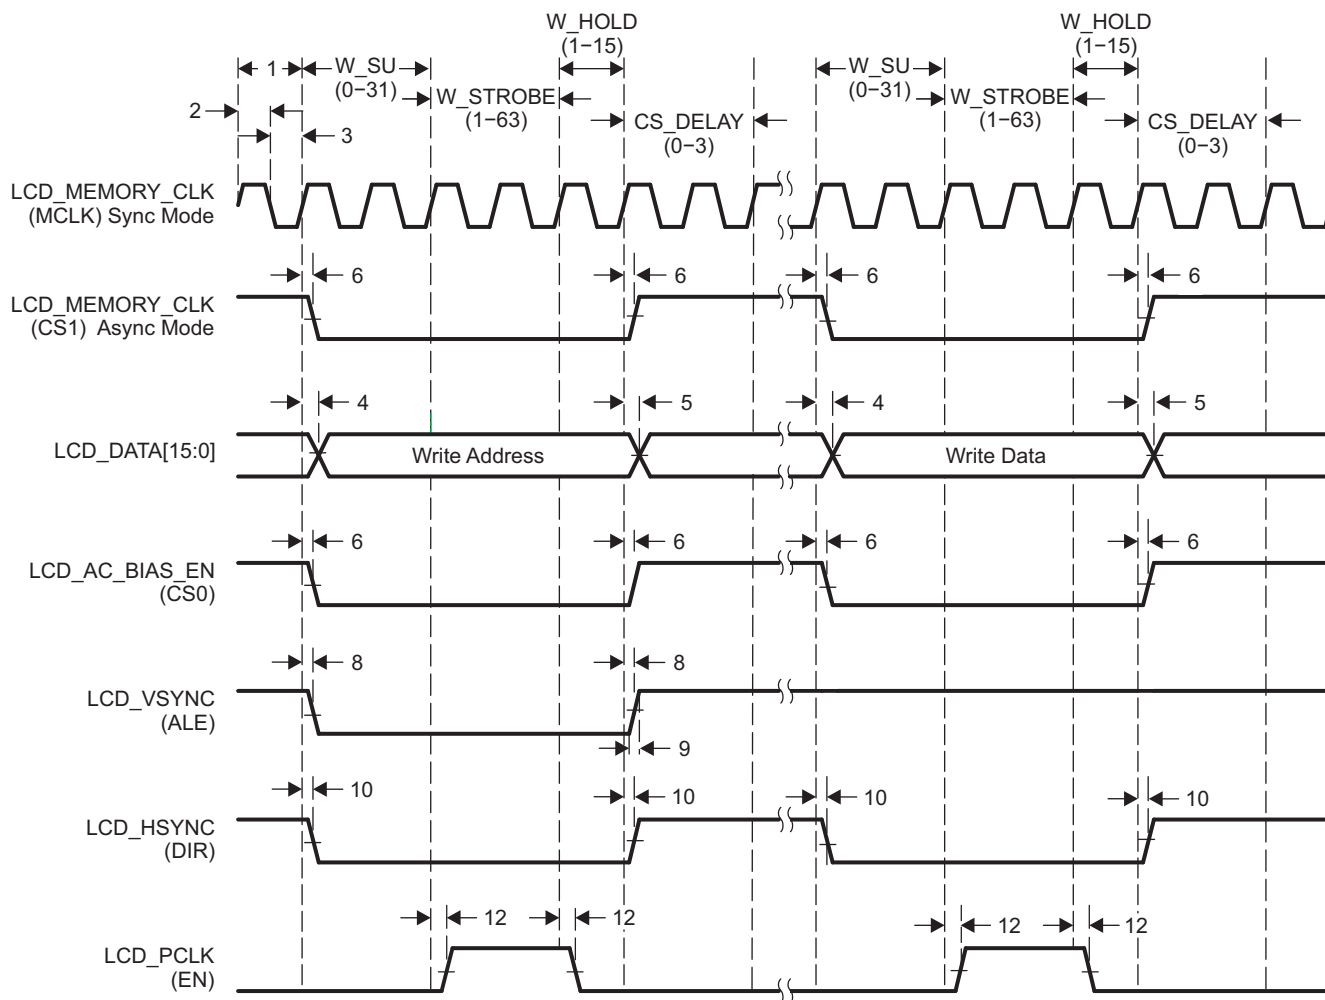 W_HOLD
(1−15)
W_HOLD
(1−15)
1
W_SU
(0−31)
W_SU
(0−31)
2
W_STROBE
(1−63)
W_STROBE
(1−63)
3
CS_DELAY
(0−3)
CS_DELAY
(0−3)
LCD_MEMORY_CLK
(MCLK) Sync Mode
6
6
6
6
LCD_MEMORY_CLK
(CS1) Async Mode
4
5
4
5
LCD_DATA[15:0]
Write Address
Write Data
6
6
6
6
LCD_AC_BIAS_EN
(CS0)
8
8
LCD_VSYNC
(ALE)
9
10
10
10
10
LCD_HSYNC
(DIR)
12
12
12
12
LCD_PCLK
(EN)